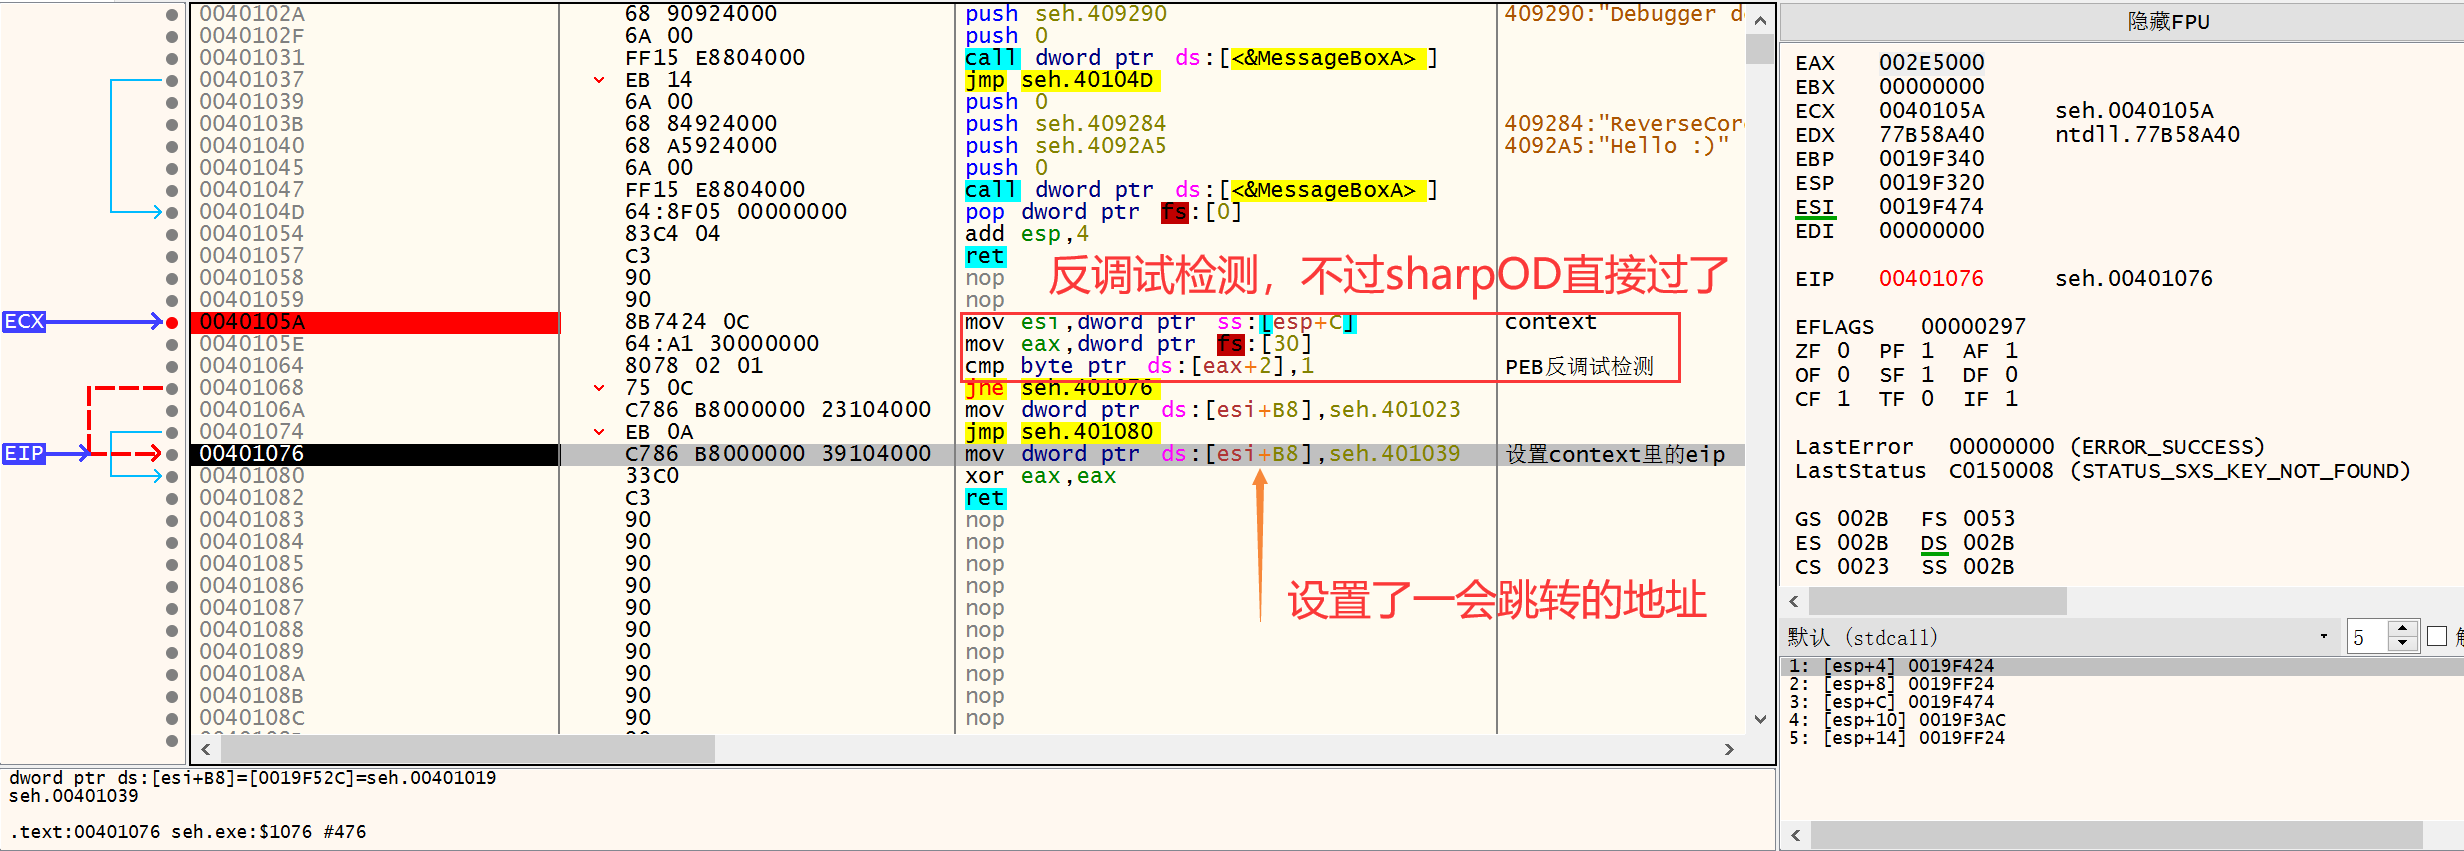 0040102A 68 90924000 push seh.409290 409290:"Debugger d
0040102F 6A 00 push 0
00401031 FF15 E8804000 call dword ptr ds:[<&MessageBoxA>]
00401037 EB 14 jmp seh.40104D
00401039 6A 00 push 0
0040103B 68 84924000 push seh.409284 409284:"ReverseCor
00401040 68 A5924000 push seh.4092A5 4092A5:"Hello :)"
00401045 6A 00 push 0
00401047 FF15 E8804000 call dword ptr ds:[<&MessageBoxA>]
0040104D 64:8F05 00000000 pop dword ptr fs:[0]
00401054 83C4 04 add esp,4
00401057 C3 ret
00401058 90 nop
00401059 90 nop
反调试检测，不过sharpOD直接过了
ECX 0040105A 8B7424 0C mov esi,dword ptr ss:[esp+C] context
0040105E 64:A1 30000000 mov eax,dword ptr fs:[30]
00401064 8078 02 01 cmp byte ptr ds:[eax+2],1 PEB反调试检测
00401068 75 0C jne seh.401076
0040106A C786 B8000000 23104000 mov dword ptr ds:[esi+B8],seh.401023
00401074 EB 0A jmp seh.401080
EIP 00401076 C786 B8000000 39104000 mov dword ptr ds:[esi+B8],seh.401039 设置context里的eip
00401080 33C0 xor eax,eax
00401082 C3 ret
00401083 90 nop
00401084 90 nop
00401085 90 nop
00401086 90 nop
00401087 90 nop
00401088 90 nop
00401089 90 nop
0040108A 90 nop
0040108B 90 nop
0040108C 90 nop
设置了一会跳转的地址
dword ptr ds:[esi+B8]=[0019F52C]=seh.00401019
seh.00401039
.text:00401076 seh.exe:$1076 #476
隐藏FPU
EAX 002E5000
EBX 00000000
ECX 0040105A seh.0040105A
EDX 77B58A40 ntdll.77B58A40
EBP 0019F340
ESP 0019F320
ESI 0019F474
EDI 00000000
EIP 00401076 seh.00401076
EFLAGS 00000297
ZF 0 PF 1 AF 1
OF 0 SF 1 DF 0
CF 1 TF 0 IF 1
LastError 00000000 (ERROR_SUCCESS)
LastStatus C0150008 (STATUS_SXS_KEY_NOT_FOUND)
GS 002B FS 0053
ES 002B DS 002B
CS 0023 SS 002B
默认 (stdcall) 5
1: [esp+4] 0019F424
2: [esp+8] 0019FF24
3: [esp+C] 0019F474
4: [esp+10] 0019F3AC
5: [esp+14] 0019FF24